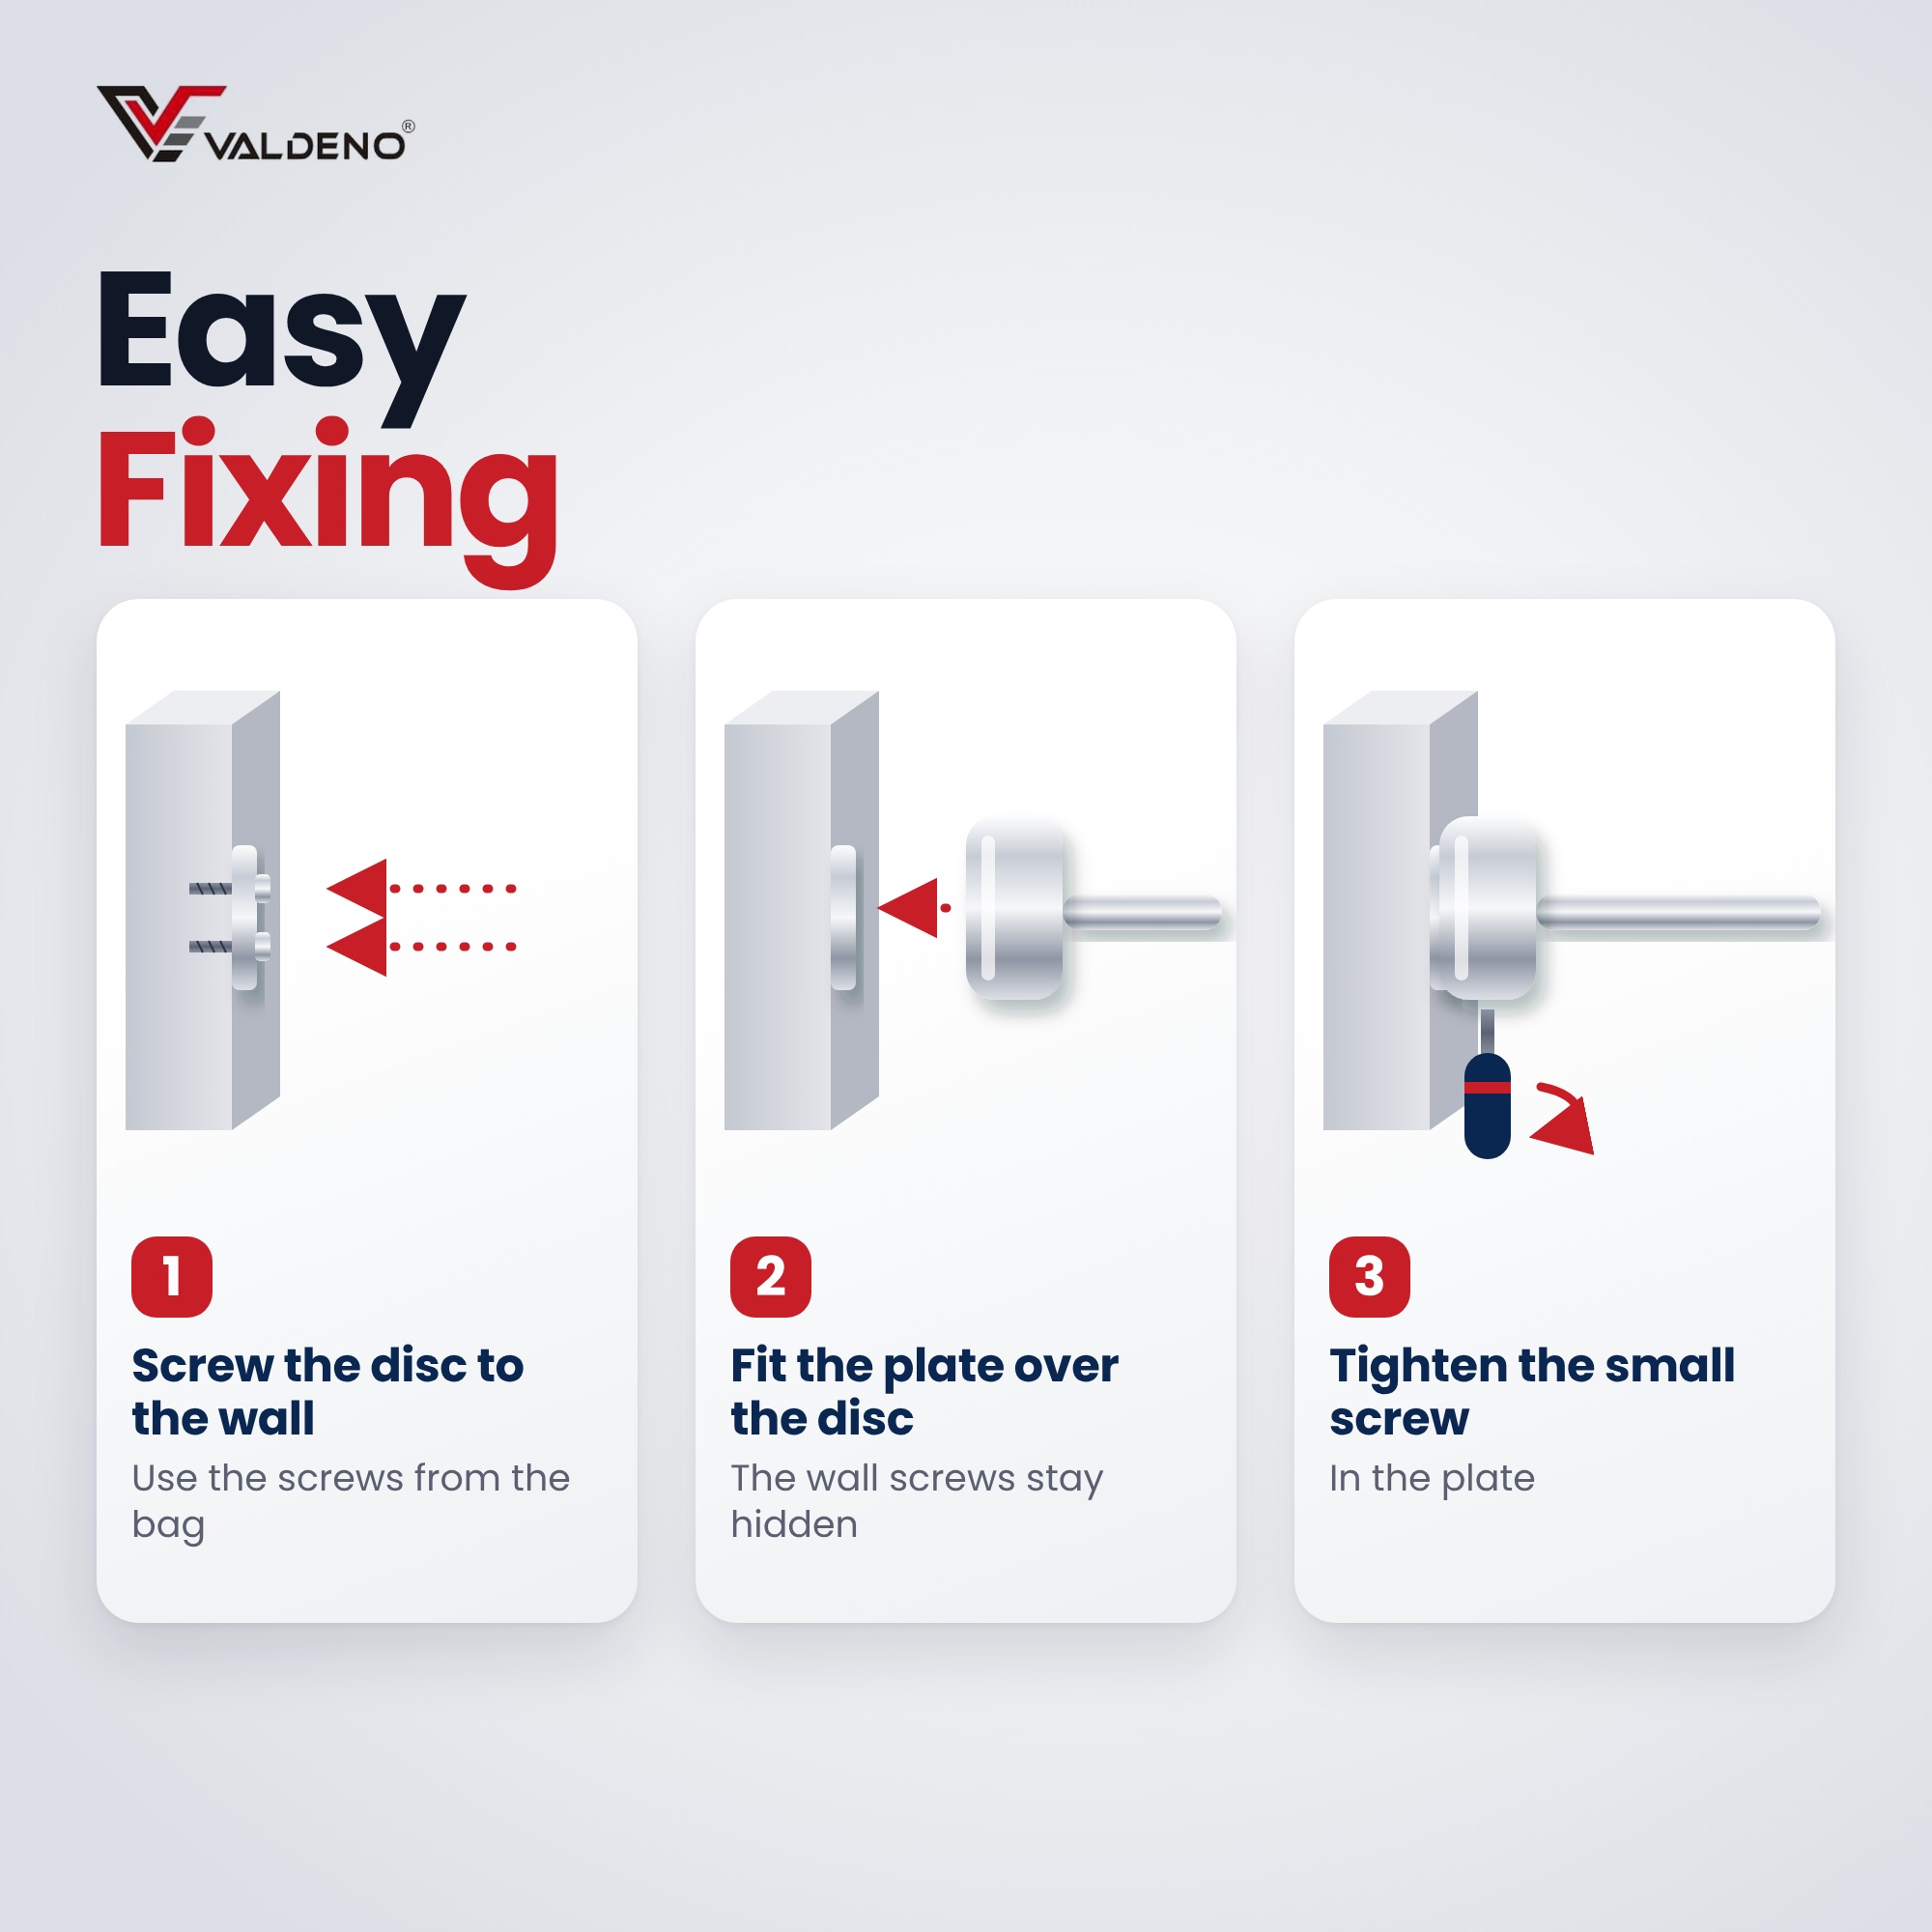 VALDENO®
Easy
Fixing
1
Screw the disc to
the wall
Use the screws from the
bag
2
Fit the plate over
the disc
The wall screws stay
hidden
3
Tighten the small
screw
In the plate